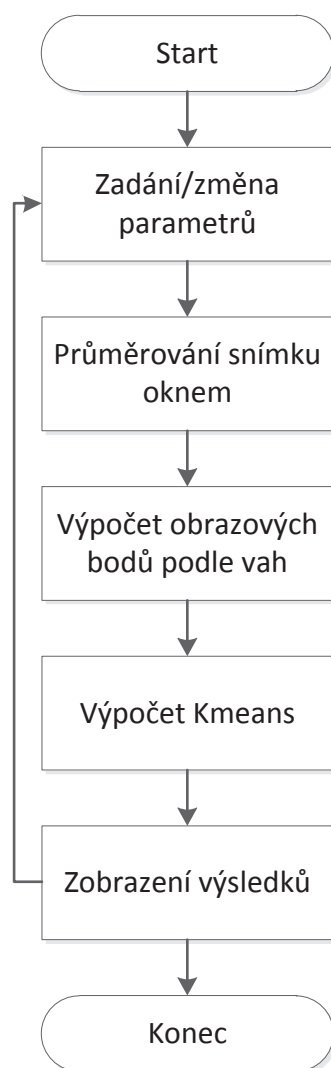 Start
Zadání/změna
parametrů
Průměrování snímku
oknem
Výpočet obrazových
bodů podle vah
Výpočet Kmeans
Zobrazení výsledků
Konec